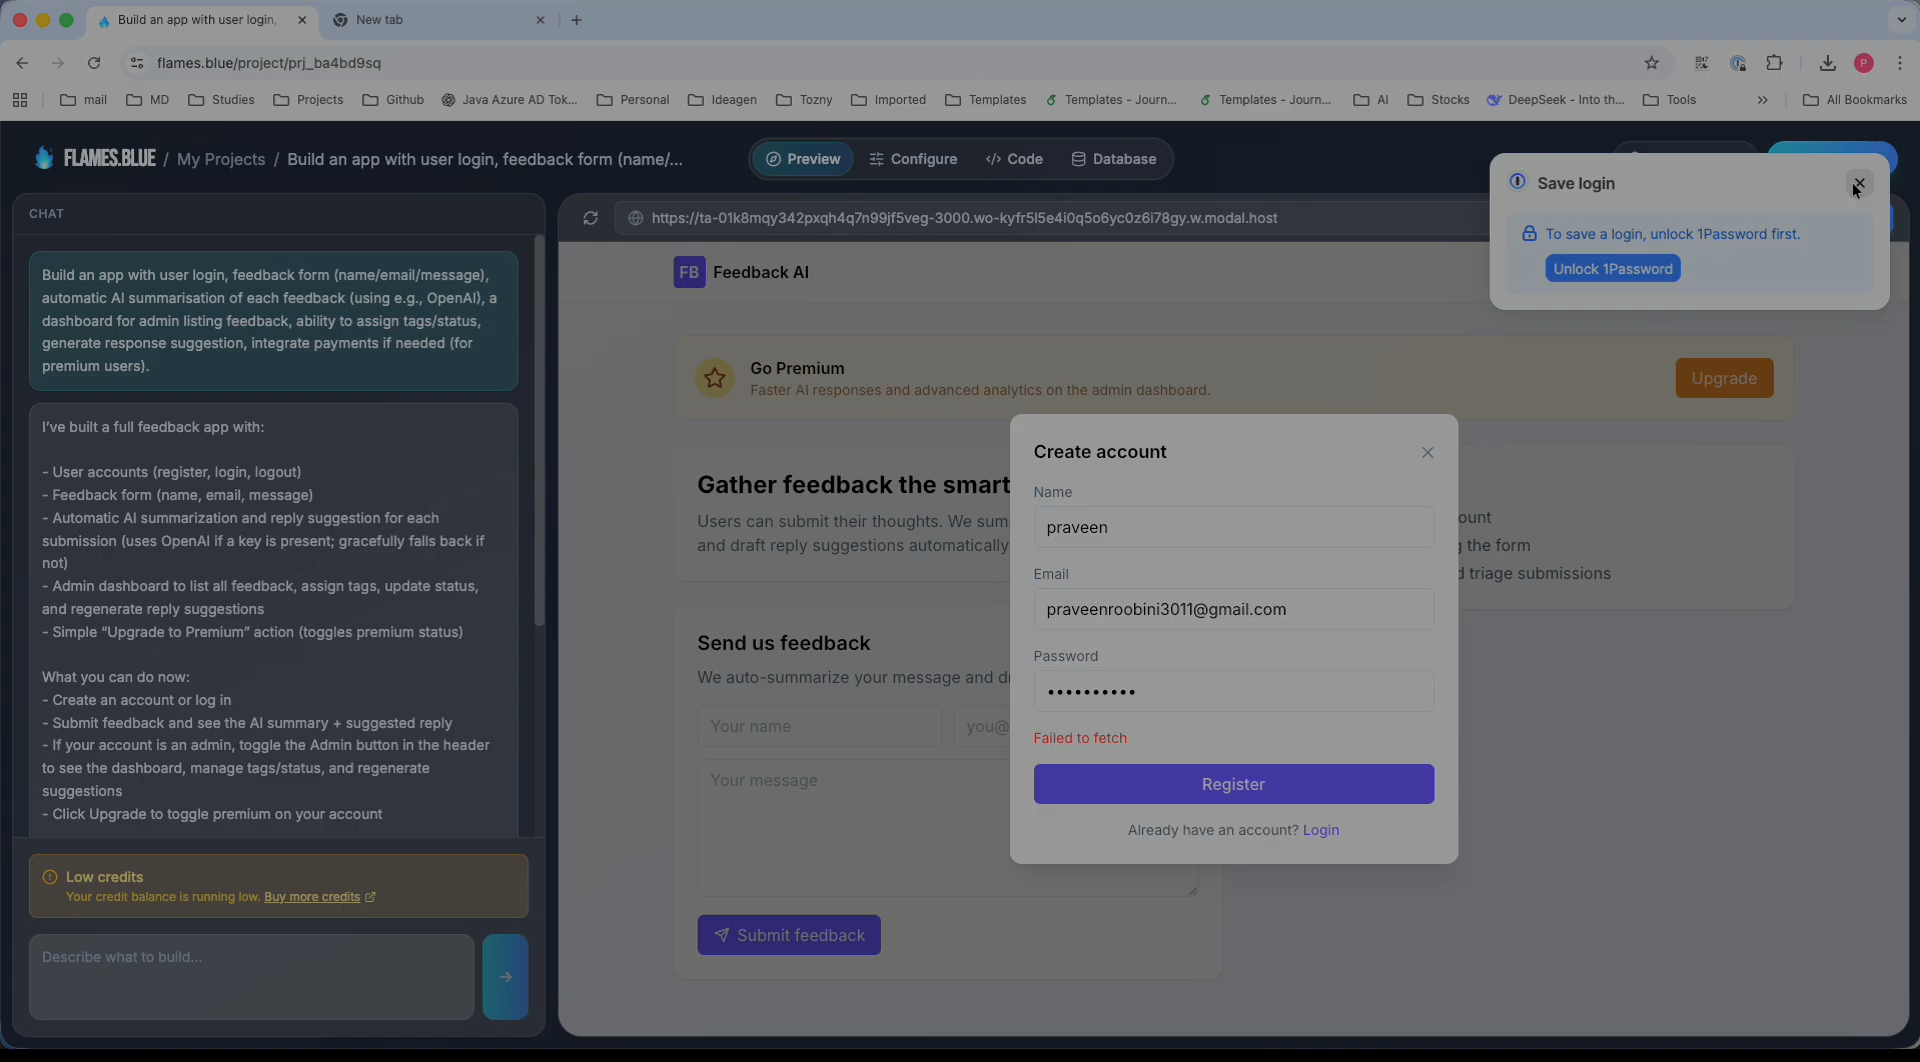 Build an app with user login,
New tab
flames.blue/project/prj_ba4bd9sq
P
mail
MD
Studies
Projects
Github
Java Azure AD Tok...
Personal
Ideagen
Tozny
Imported
Templates
Templates - Journ...
Templates - Journ...
AI
Stocks
DeepSeek - Into th...
Tools
All Bookmarks
FLAMES.BLUE / My Projects / Build an app with user login, feedback form (name/...
Preview
Configure
</> Code
Database
Save login
To save a login, unlock 1Password first.
Unlock 1Password
CHAT
Build an app with user login, feedback form (name/email/message),
automatic AI summarisation of each feedback (using e.g., OpenAI), a
dashboard for admin listing feedback, ability to assign tags/status,
generate response suggestion, integrate payments if needed (for
premium users).
I've built a full feedback app with:
- User accounts (register, login, logout)
- Feedback form (name, email, message)
- Automatic AI summarization and reply suggestion for each
submission (uses OpenAI if a key is present; gracefully falls back if
not)
- Admin dashboard to list all feedback, assign tags, update status,
and regenerate reply suggestions
- Simple “Upgrade to Premium” action (toggles premium status)
What you can do now:
- Create an account or log in
- Submit feedback and see the AI summary + suggested reply
- If your account is an admin, toggle the Admin button in the header
to see the dashboard, manage tags/status, and regenerate
suggestions
- Click Upgrade to toggle premium on your account
Low credits
Your credit balance is running low. Buy more credits
Describe what to build...
https://ta-01k8mqy342pxqh4q7n99jf5veg-3000.wo-kyfr5l5e4i0q5o6yc0z6i78gy.w.modal.host
FB Feedback AI
Go Premium
Faster AI responses and advanced analytics on the admin dashboard.
Upgrade
Gather feedback the smart
Users can submit their thoughts. We sum
and draft reply suggestions automatically
ount
g the form
d triage submissions
Send us feedback
We auto-summarize your message and d
Your name
you@
Your message
Submit feedback
Create account
Name
praveen
Email
praveenroobini3011@gmail.com
Password
Failed to fetch
Register
Already have an account? Login